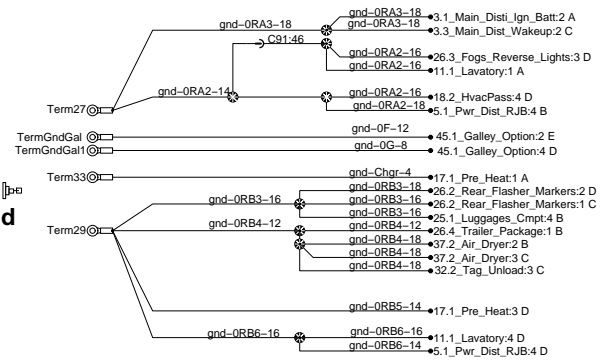 gnd-0RA3-18 3.1_Main_Disti_Ign_Batt:2 A
gnd-0RA3-18 gnd-0RA3-18 3.3_Main_Dist_Wakeup:2 C
C91:46
gnd-0RA2-16 26.3_Fogs_Reverse_Lights:3 D
gnd-0RA2-16 11.1_Lavatory:1 A
gnd-0RA2-14 gnd-0RA2-16 18.2_HvacPass:4 D
Term27 gnd-0RA2-18 5.1_Pwr_Dist_RJB:4 B
TermGndGal gnd-0F-12 45.1_Galley_Option:2 E
TermGndGal1 gnd-0G-8 45.1_Galley_Option:4 D
Term33 gnd-Chgr-4 17.1_Pre_Heat:1 A
gnd-0RB3-18 26.2_Rear_Flasher_Markers:2 D
gnd-0RB3-16 gnd-0RB3-16 26.2_Rear_Flasher_Markers:1 C
d gnd-0RB3-16 25.1_Luggages_Cmpt:4 B
Term29 gnd-0RB4-12 gnd-0RB4-12 26.4_Trailer_Package:1 B
gnd-0RB4-18 37.2_Air_Dryer:2 B
gnd-0RB4-18 37.2_Air_Dryer:3 C
gnd-0RB4-18 32.2_Tag_Unload:3 C
gnd-0RB5-14 17.1_Pre_Heat:3 D
gnd-0RB6-16 gnd-0RB6-16 11.1_Lavatory:4 D
gnd-0RB6-14 5.1_Pwr_Dist_RJB:4 D